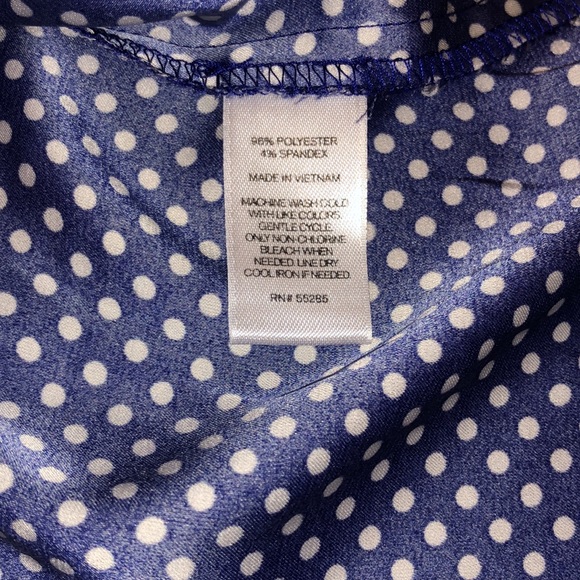 96% POLYESTER
4% SPANDEX
MADE IN VIETNAM
MACHINE WASH COLD
WITH LIKE COLORS.
GENTLE CYCLE.
ONLY NON-CHLORINE
BLEACH WHEN
NEEDED. LINE DRY
COOL IRON IF NEEDED.
RN# 55285